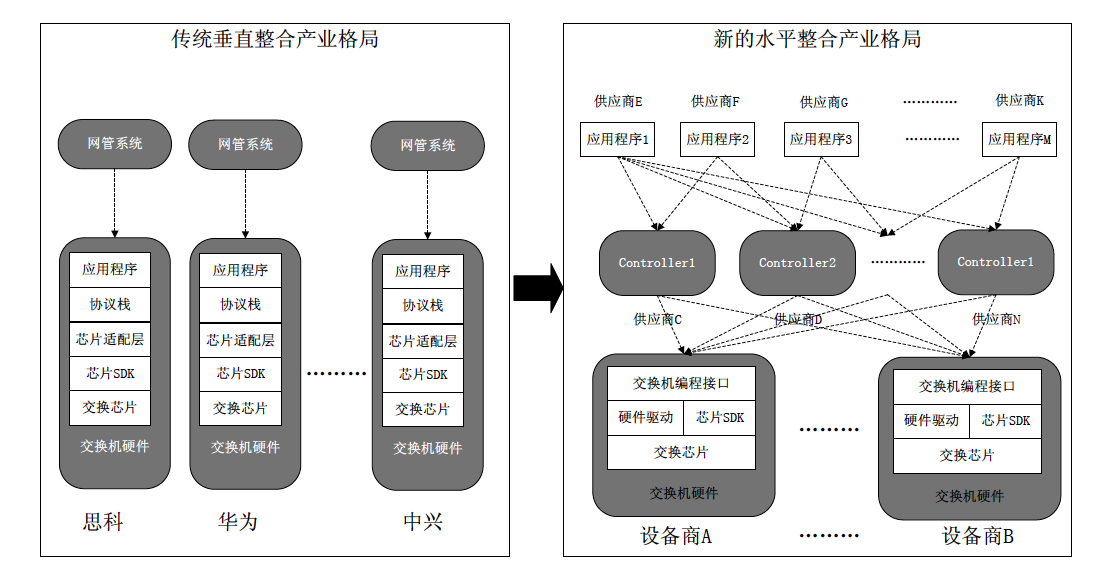 传统垂直整合产业格局
网管系统 网管系统 网管系统
应用程序 应用程序 应用程序
协议栈 协议栈 协议栈
芯片适配层 芯片适配层 芯片适配层
芯片SDK 芯片SDK ……… 芯片SDK
交换芯片 交换芯片 交换芯片
交换机硬件 交换机硬件 交换机硬件
思科 华为 中兴
新的水平整合产业格局
供应商E 供应商F 供应商G ………… 供应商K
应用程序1 应用程序2 应用程序3 ………… 应用程序M
Controller1 Controller2 ………… Controller1
供应商C 供应商D 供应商N
交换机编程接口 交换机编程接口
硬件驱动 芯片SDK ……… 硬件驱动 芯片SDK
交换芯片 交换芯片
交换机硬件 交换机硬件
设备商A ……… 设备商B